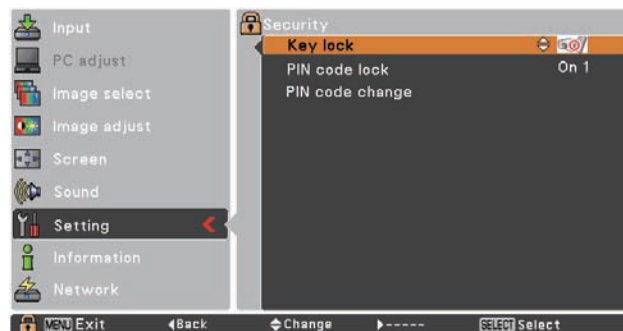 Input
PC adjust
Image select
Image adjust
Screen
Sound
Setting
Information
Network
Security
Key lock
PIN code lock On 1
PIN code change
MENU Exit Back Change ----- SELECT Select